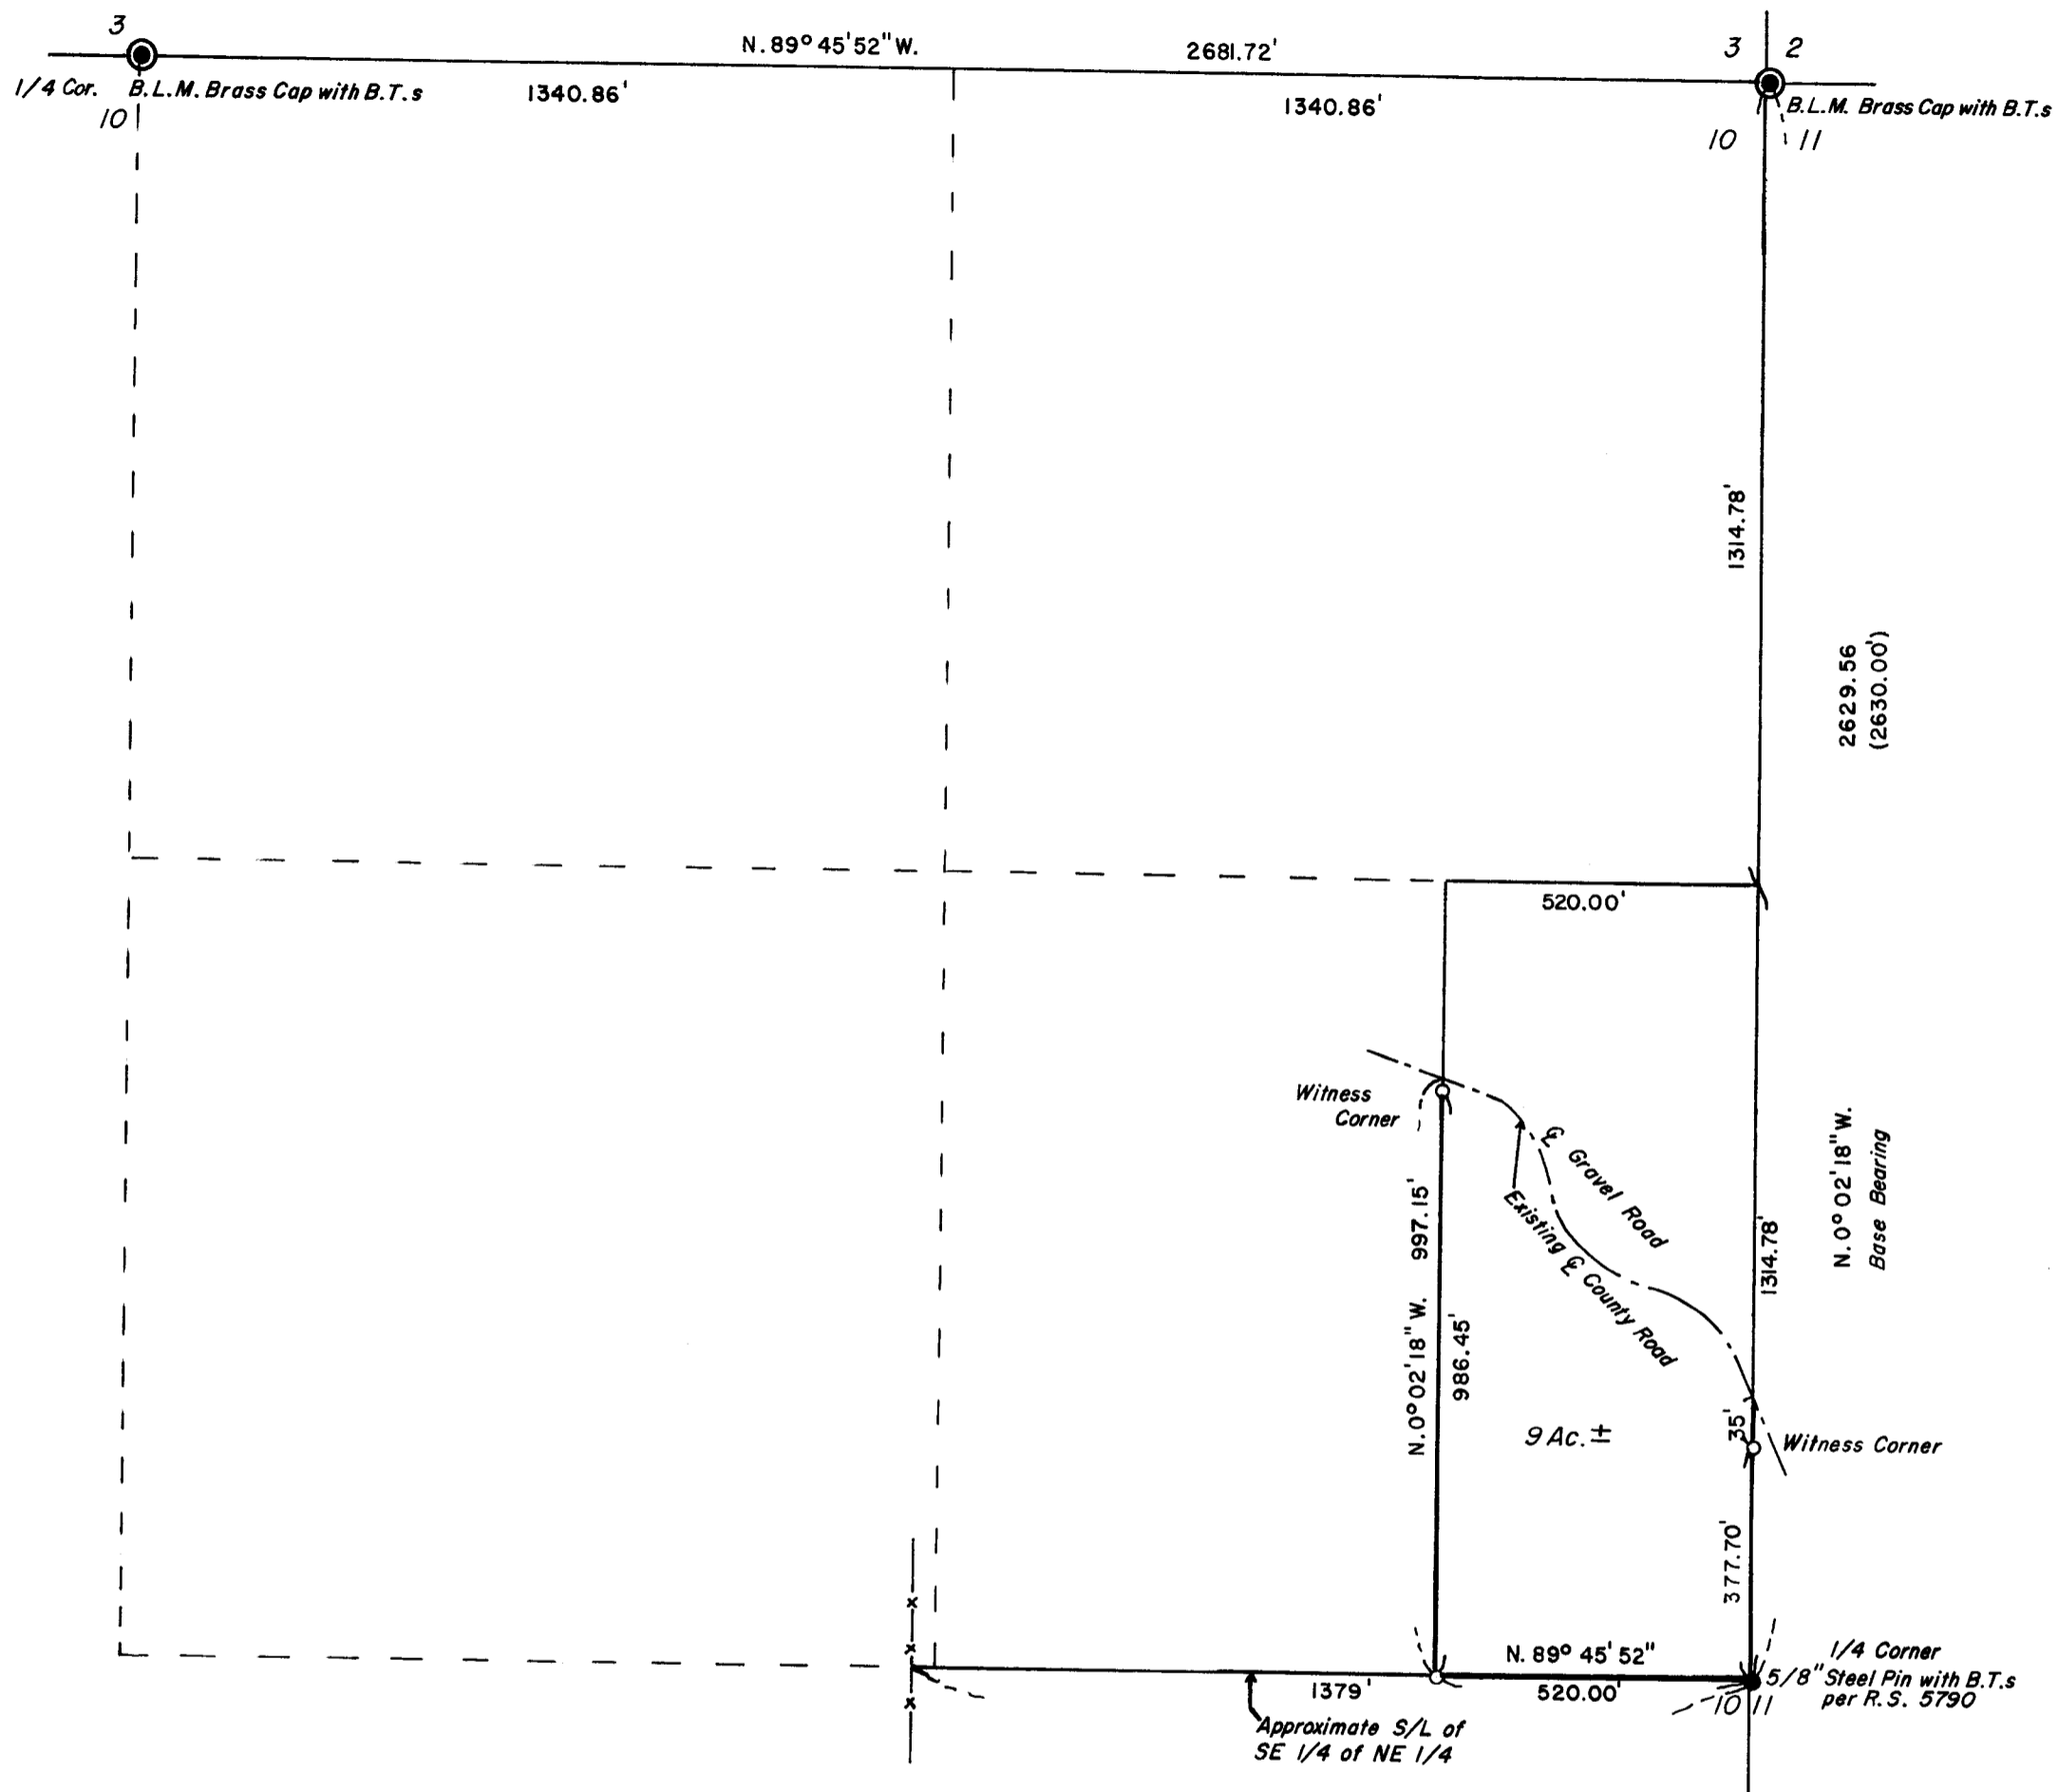 3
N. 89° 45' 52" W.
2681.72'
3
2
1/4 Cor.
B.L.M. Brass Cap with B.T.s
1340.86'
1340.86'
B.L.M. Brass Cap with B.T.s
10
10
11
1314.78'
2629.56
(2630.00')
520.00'
Witness
Corner
℄ Gravel Road
Existing ℄ County Road
N. 0° 02' 18" W. 997.15'
986.45'
1314.78'
N. 0° 02' 18" W.
Base Bearing
9 Ac. ±
35'
Witness Corner
377.70'
x
x
x
N. 89° 45' 52"
520.00'
1379'
1/4 Corner
5/8" Steel Pin with B.T.s
per R.S. 5790
10
11
Approximate S/L of
SE 1/4 of NE 1/4